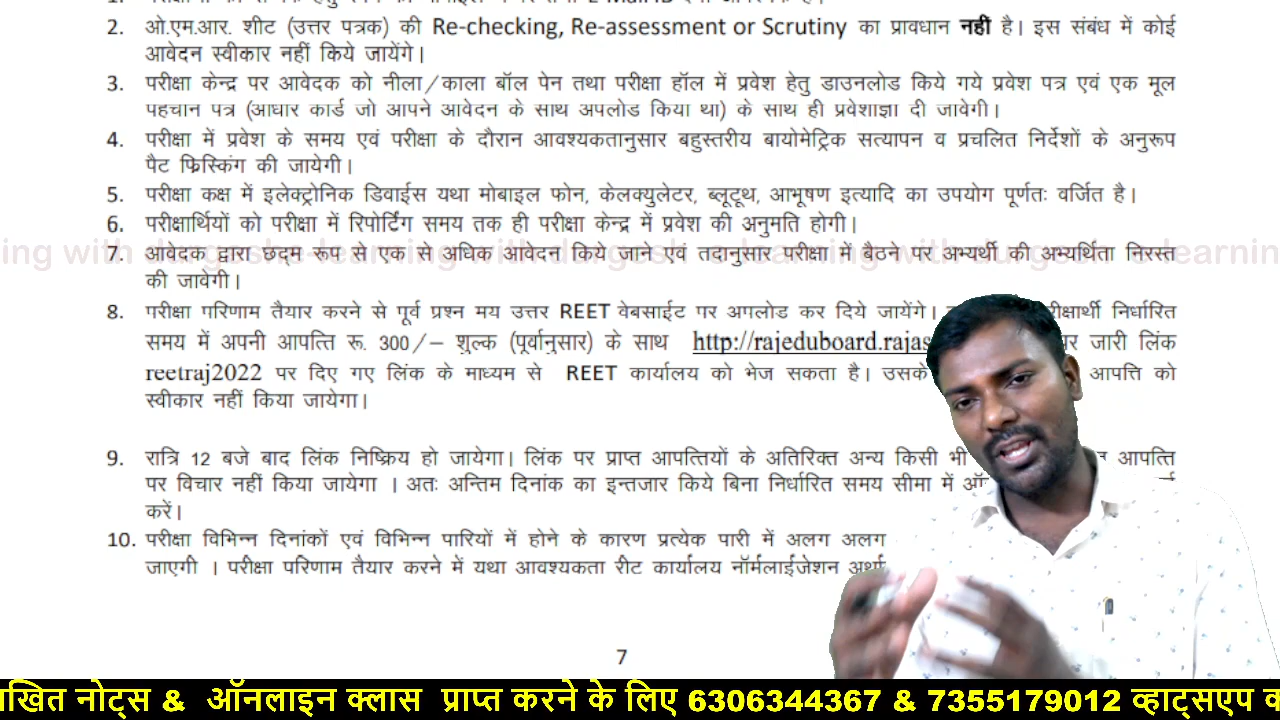 2. ओ.एम.आर. शीट (उत्तर पत्रक) की Re-checking, Re-assessment or Scrutiny का प्रावधान नहीं है। इस संबंध में कोई
आवेदन स्वीकार नहीं किये जायेंगे।
3. परीक्षा केन्द्र पर आवेदक को नीला/काला बॉल पेन तथा परीक्षा हॉल में प्रवेश हेतु डाउनलोड किये गये प्रवेश पत्र एवं एक मूल
पहचान पत्र (आधार कार्ड जो आपने आवेदन के साथ अपलोड किया था) के साथ ही प्रवेशाज्ञा दी जावेगी।
4. परीक्षा में प्रवेश के समय एवं परीक्षा के दौरान आवश्यकतानुसार बहुस्तरीय बायोमेट्रिक सत्यापन व प्रचलित निर्देशों के अनुरूप
पैट फ्रिस्किंग की जायेगी।
5. परीक्षा कक्ष में इलेक्ट्रोनिक डिवाईस यथा मोबाइल फोन, केलक्युलेटर, ब्लूटूथ, आभूषण इत्यादि का उपयोग पूर्णतः वर्जित है।
6. परीक्षार्थियों को परीक्षा में रिपोर्टिंग समय तक ही परीक्षा केन्द्र में प्रवेश की अनुमति होगी।
7. आवेदक द्वारा छद्म रूप से एक से अधिक आवेदन किये जाने एवं तदानुसार परीक्षा में बैठने पर अभ्यर्थी की अभ्यर्थिता निरस्त
की जावेगी।
8. परीक्षा परिणाम तैयार करने से पूर्व प्रश्न मय उत्तर REET वेबसाईट पर अपलोड कर दिये जायेंगे। निर्धारित
समय में अपनी आपत्ति रू. 300/– शुल्क (पूर्वानुसार) के साथ http://rajeduboard.rajas जारी लिंक
reetraj2022 पर दिए गए लिंक के माध्यम से REET कार्यालय को भेज सकता है। उसके आपत्ति को
स्वीकार नहीं किया जायेगा।
9. रात्रि 12 बजे बाद लिंक निष्क्रिय हो जायेगा। लिंक पर प्राप्त आपत्तियों के अतिरिक्त अन्य किसी भी आपत्ति
पर विचार नहीं किया जायेगा । अतः अन्तिम दिनांक का इन्तजार किये बिना निर्धारित समय सीमा में
करें।
10. परीक्षा विभिन्न दिनांकों एवं विभिन्न पारियों में होने के कारण प्रत्येक पारी में अलग अलग
जाएगी । परीक्षा परिणाम तैयार करने में यथा आवश्यकता रीट कार्यालय नॉर्मलाईजेशन
7
नोट्स & ऑनलाइन क्लास प्राप्त करने के लिए 6306344367 & 7355179012 व्हाट्सएप